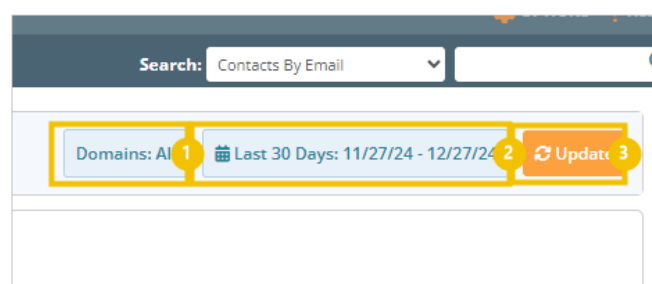 Search: Contacts By Email
Domains: Al 1 Last 30 Days: 11/27/24 - 12/27/24 2 Update 3